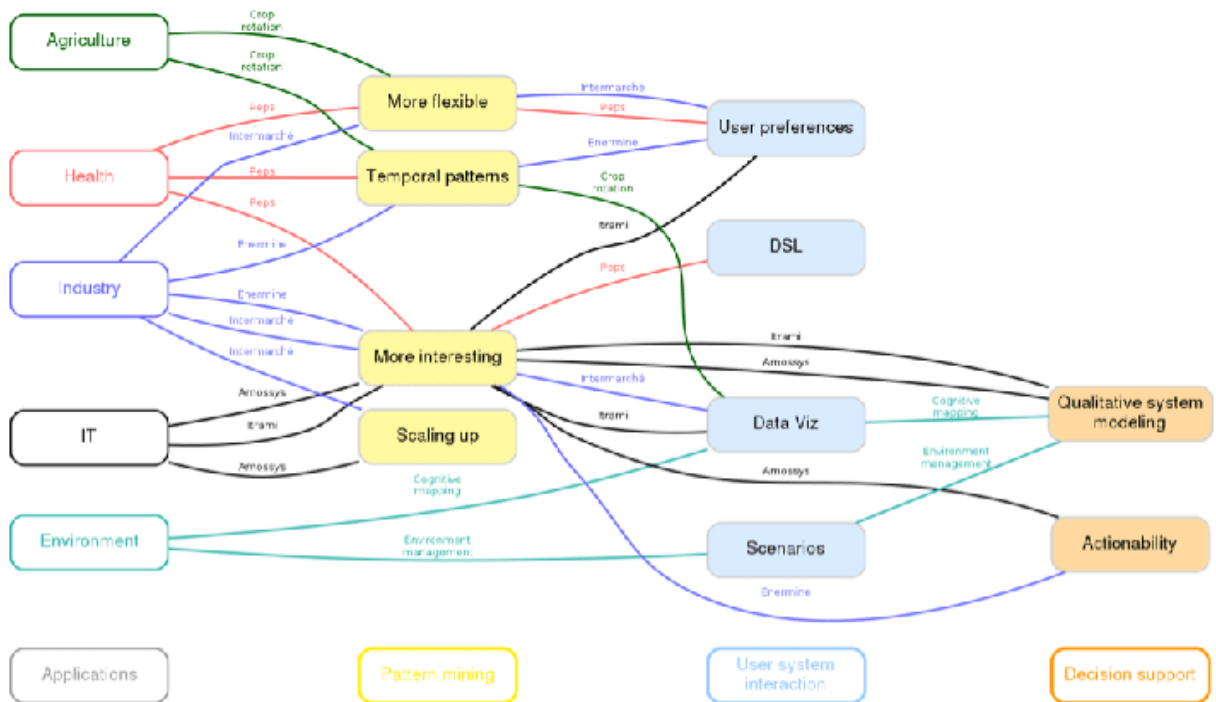 Agriculture
Crop
rotation
Crop
rotation
More flexible
Intermarché
Peps
User preferences
Peps
Intermarché
Health
Peps
Temporal patterns
Enermine
Crop
rotation
Peps
Itrami
DSL
Enermine
Peps
Industry
Enermine
Intermarché
Intermarché
More interesting
Itrami
Amossys
Intermarché
Amossys
Itrami
IT
Scaling up
Itrami
Data Viz
Cognitive
mapping
Qualitative system
modeling
Amossys
Cognitive
mapping
Amossys
Environment
management
Environment
Environment
management
Scenarios
Actionability
Enermine
Applications
Pattern mining
User system
interaction
Decision support